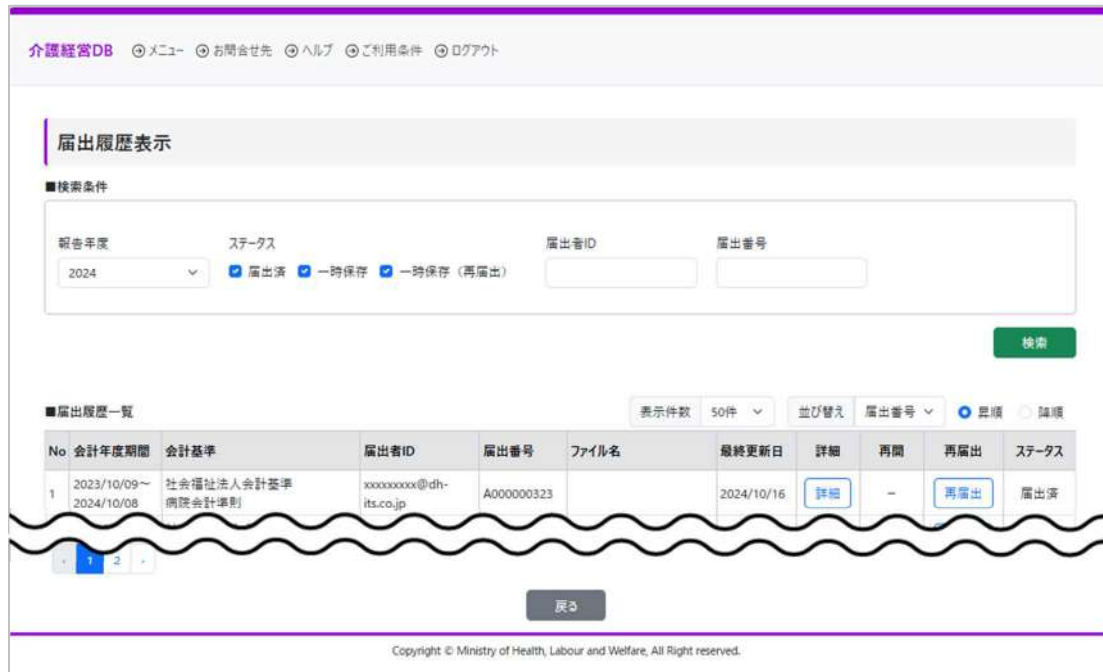 介護経営DB メニュー お問合せ先 ヘルプ ご利用条件 ログアウト
届出履歴表示
■検索条件
報告年度 ステータス 届出者ID 届出番号
2024 届出済 一時保存 一時保存（再届出）
検索
■届出履歴一覧 表示件数 50件 並び替え 届出番号 昇順 降順
No 会計年度期間 会計基準 届出者ID 届出番号 ファイル名 最終更新日 詳細 再開 再届出 ステータス
1 2023/10/09～ 社会福祉法人会計基準 xxxxxxxxx@dh- A000000323 2024/10/16 詳細 － 再届出 届出済
2024/10/08 病院会計準則 its.co.jp
‹ 1 2 ›
戻る
Copyright © Ministry of Health, Labour and Welfare, All Right reserved.